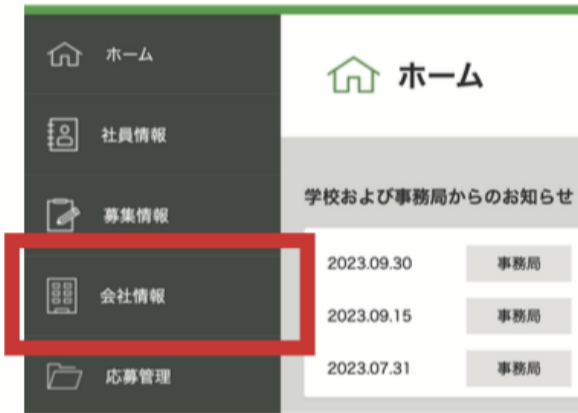 ホーム
社員情報
募集情報
会社情報
応募管理
ホーム
学校および事務局からのお知らせ
2023.09.30 事務局
2023.09.15 事務局
2023.07.31 事務局